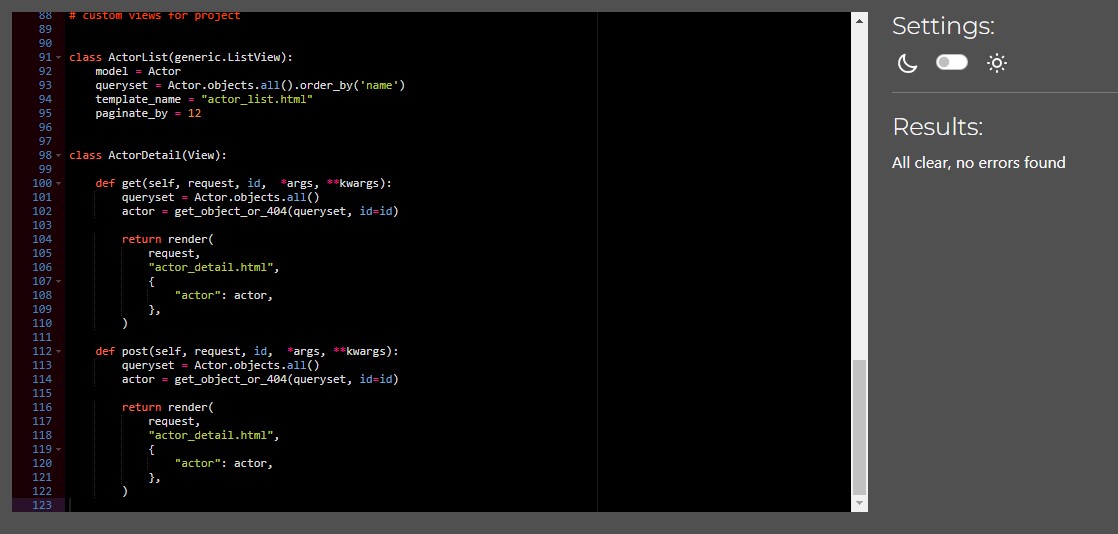 88 # custom views for project
89
90
91 class ActorList(generic.ListView):
92     model = Actor
93     queryset = Actor.objects.all().order_by('name')
94     template_name = "actor_list.html"
95     paginate_by = 12
96
97
98 class ActorDetail(View):
99
100     def get(self, request, id,  *args, **kwargs):
101         queryset = Actor.objects.all()
102         actor = get_object_or_404(queryset, id=id)
103
104         return render(
105             request,
106             "actor_detail.html",
107             {
108                 "actor": actor,
109             },
110         )
111
112     def post(self, request, id,  *args, **kwargs):
113         queryset = Actor.objects.all()
114         actor = get_object_or_404(queryset, id=id)
115
116         return render(
117             request,
118             "actor_detail.html",
119             {
120                 "actor": actor,
121             },
122         )
123
Settings:
Results:
All clear, no errors found